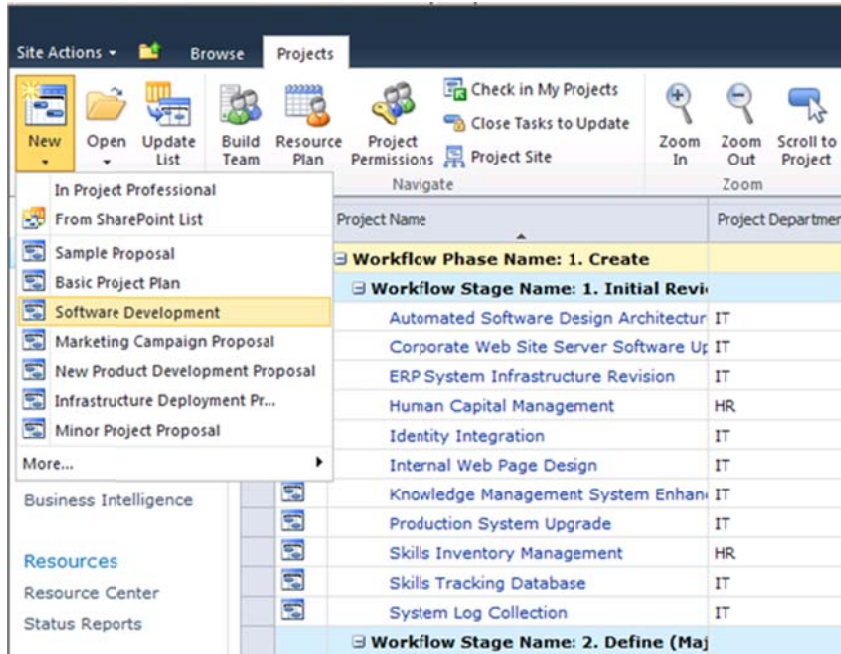 Site Actions Browse Projects
New Open Update List Build Team Resource Plan Project Permissions
Check in My Projects
Close Tasks to Update
Project Site
Zoom In Zoom Out Scroll to Project
Navigate Zoom
In Project Professional
From SharePoint List
Sample Proposal
Basic Project Plan
Software Development
Marketing Campaign Proposal
New Product Development Proposal
Infrastructure Deployment Pr...
Minor Project Proposal
More...
Business Intelligence
Resources
Resource Center
Status Reports
Project Name Project Departmen
Workflow Phase Name: 1. Create
Workflow Stage Name: 1. Initial Revi
Automated Software Design Architectur IT
Corporate Web Site Server Software Up IT
ERP System Infrastructure Revision IT
Human Capital Management HR
Identity Integration IT
Internal Web Page Design IT
Knowledge Management System Enhan IT
Production System Upgrade IT
Skills Inventory Management HR
Skills Tracking Database IT
System Log Collection IT
Workflow Stage Name: 2. Define (Maj